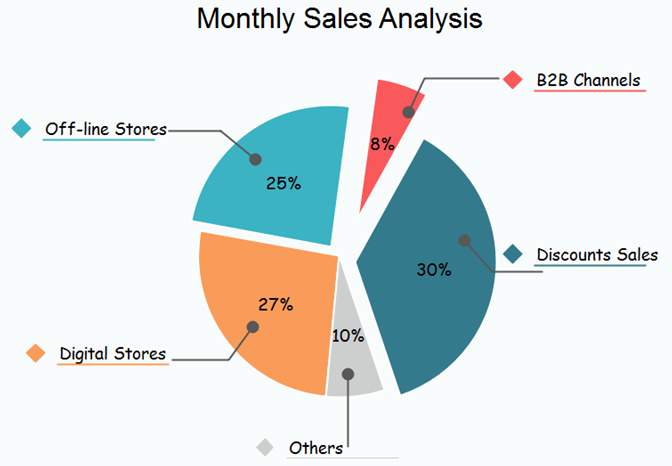 Monthly Sales Analysis
B2B Channels
Off-line Stores
8%
25%
Discounts Sales
30%
27%
10%
Digital Stores
Others